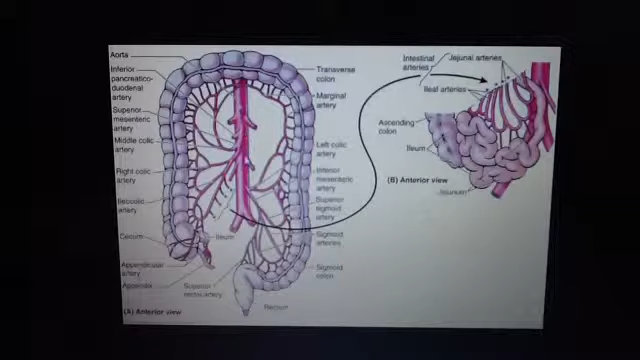 Aorta
Inferior
pancreatico-
duodenal
artery
Superior
mesenteric
artery
Middle colic
artery
Right colic
artery
Ileocolic
artery
Cecum
Appendicular
artery
Appendix
(A) Anterior view
Ileum
Superior
rectal artery
Rectum
Transverse
colon
Marginal
artery
Left colic
artery
Inferior
mesenteric
artery
Superior
sigmoid
artery
Sigmoid
arteries
Sigmoid
colon
Intestinal
arteries
Jejunal arteries
Ileal arteries
Ascending
colon
Ileum
(B) Anterior view
Jejunum